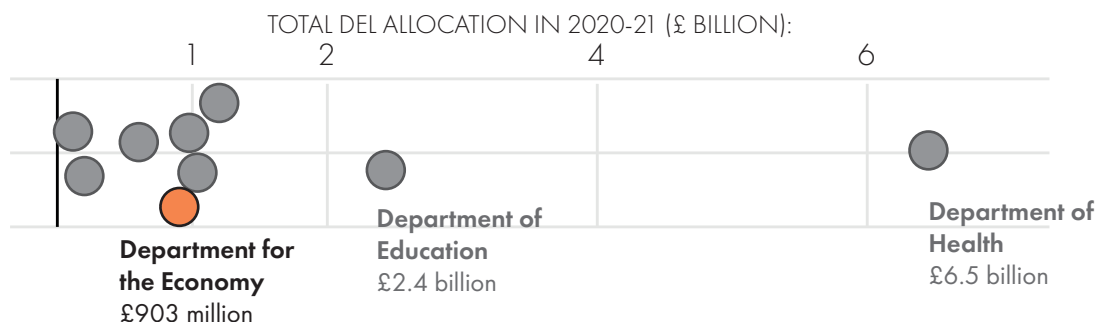 TOTAL DEL ALLOCATION IN 2020-21 (£ BILLION):
1 2 4 6
Department for
the Economy
£903 million
Department of
Education
£2.4 billion
Department of
Health
£6.5 billion